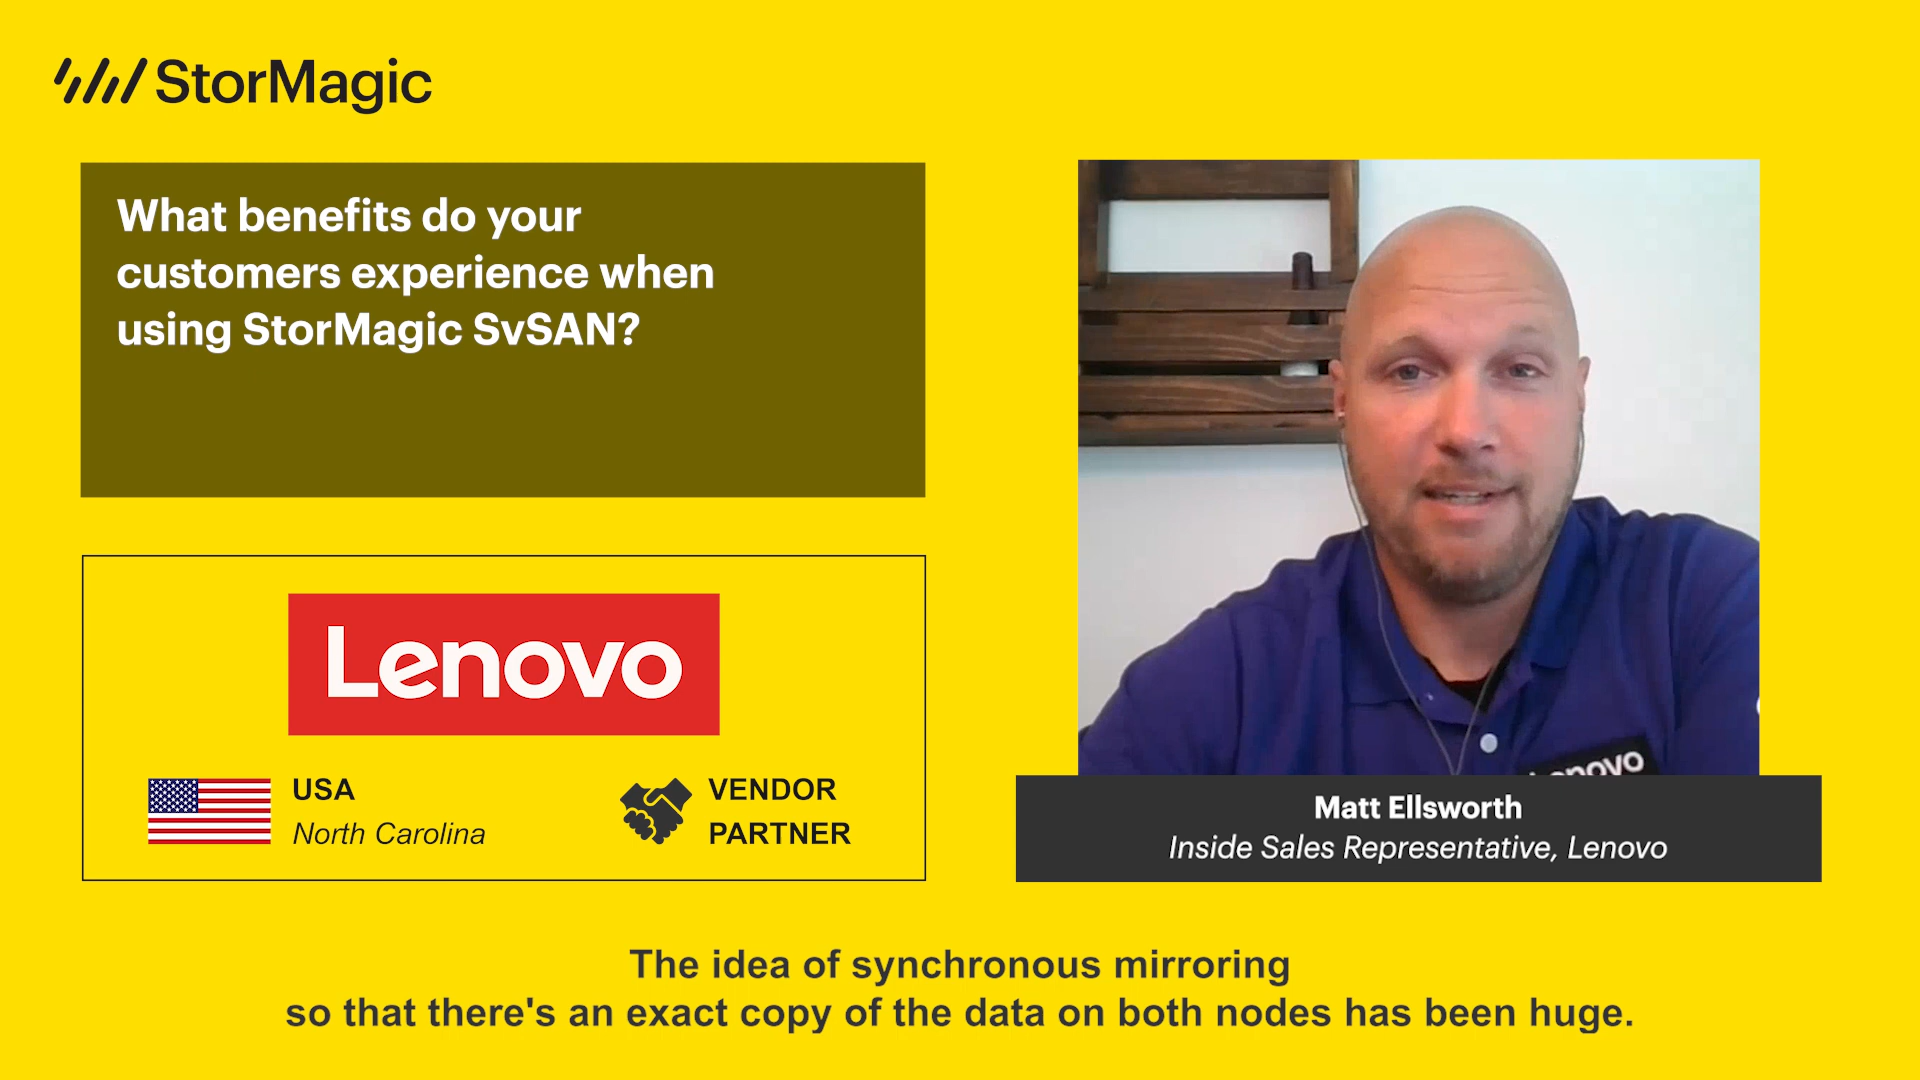 StorMagic
What benefits do your
customers experience when
using StorMagic SvSAN?
Lenovo
USA
North Carolina
VENDOR
PARTNER
Lenovo
Matt Ellsworth
Inside Sales Representative, Lenovo
The idea of synchronous mirroring
so that there's an exact copy of the data on both nodes has been huge.